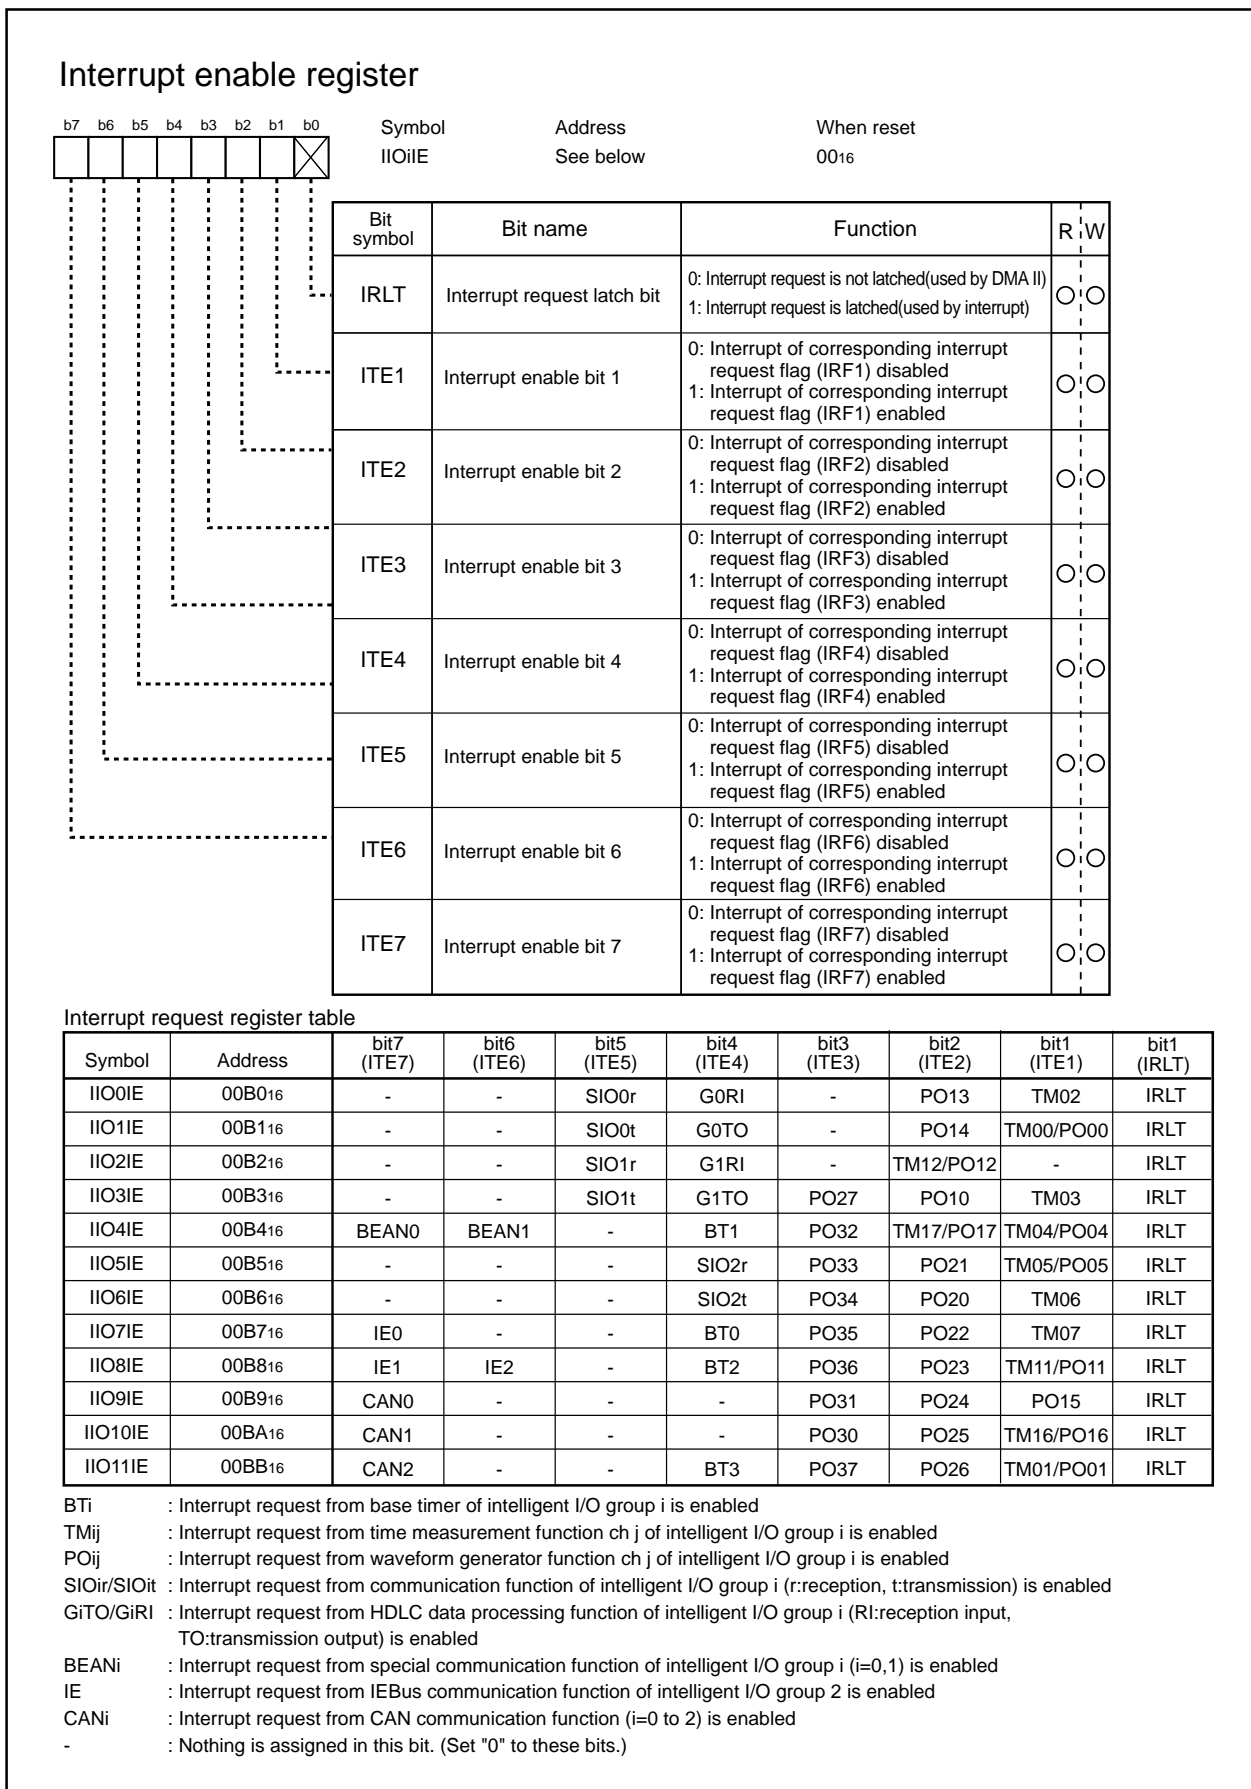 Interrupt enable register
b7 b6 b5 b4 b3 b2 b1 b0
Symbol Address When reset
IIOiIE See below 0016
Bit symbol Bit name Function R W
IRLT Interrupt request latch bit
0: Interrupt request is not latched(used by DMA II)
1: Interrupt request is latched(used by interrupt)
ITE1 Interrupt enable bit 1
0: Interrupt of corresponding interrupt
request flag (IRF1) disabled
1: Interrupt of corresponding interrupt
request flag (IRF1) enabled
ITE2 Interrupt enable bit 2
0: Interrupt of corresponding interrupt
request flag (IRF2) disabled
1: Interrupt of corresponding interrupt
request flag (IRF2) enabled
ITE3 Interrupt enable bit 3
0: Interrupt of corresponding interrupt
request flag (IRF3) disabled
1: Interrupt of corresponding interrupt
request flag (IRF3) enabled
ITE4 Interrupt enable bit 4
0: Interrupt of corresponding interrupt
request flag (IRF4) disabled
1: Interrupt of corresponding interrupt
request flag (IRF4) enabled
ITE5 Interrupt enable bit 5
0: Interrupt of corresponding interrupt
request flag (IRF5) disabled
1: Interrupt of corresponding interrupt
request flag (IRF5) enabled
ITE6 Interrupt enable bit 6
0: Interrupt of corresponding interrupt
request flag (IRF6) disabled
1: Interrupt of corresponding interrupt
request flag (IRF6) enabled
ITE7 Interrupt enable bit 7
0: Interrupt of corresponding interrupt
request flag (IRF7) disabled
1: Interrupt of corresponding interrupt
request flag (IRF7) enabled
Interrupt request register table
Symbol Address bit7 (ITE7) bit6 (ITE6) bit5 (ITE5) bit4 (ITE4) bit3 (ITE3) bit2 (ITE2) bit1 (ITE1) bit1 (IRLT)
IIO0IE 00B016 - - SIO0r G0RI - PO13 TM02 IRLT
IIO1IE 00B116 - - SIO0t G0TO - PO14 TM00/PO00 IRLT
IIO2IE 00B216 - - SIO1r G1RI - TM12/PO12 - IRLT
IIO3IE 00B316 - - SIO1t G1TO PO27 PO10 TM03 IRLT
IIO4IE 00B416 BEAN0 BEAN1 - BT1 PO32 TM17/PO17 TM04/PO04 IRLT
IIO5IE 00B516 - - - SIO2r PO33 PO21 TM05/PO05 IRLT
IIO6IE 00B616 - - - SIO2t PO34 PO20 TM06 IRLT
IIO7IE 00B716 IE0 - - BT0 PO35 PO22 TM07 IRLT
IIO8IE 00B816 IE1 IE2 - BT2 PO36 PO23 TM11/PO11 IRLT
IIO9IE 00B916 CAN0 - - - PO31 PO24 PO15 IRLT
IIO10IE 00BA16 CAN1 - - - PO30 PO25 TM16/PO16 IRLT
IIO11IE 00BB16 CAN2 - - BT3 PO37 PO26 TM01/PO01 IRLT
BTi : Interrupt request from base timer of intelligent I/O group i is enabled
TMij : Interrupt request from time measurement function ch j of intelligent I/O group i is enabled
POij : Interrupt request from waveform generator function ch j of intelligent I/O group i is enabled
SIOir/SIOit : Interrupt request from communication function of intelligent I/O group i (r:reception, t:transmission) is enabled
GiTO/GiRI : Interrupt request from HDLC data processing function of intelligent I/O group i (RI:reception input,
TO:transmission output) is enabled
BEANi : Interrupt request from special communication function of intelligent I/O group i (i=0,1) is enabled
IE : Interrupt request from IEBus communication function of intelligent I/O group 2 is enabled
CANi : Interrupt request from CAN communication function (i=0 to 2) is enabled
- : Nothing is assigned in this bit. (Set "0" to these bits.)